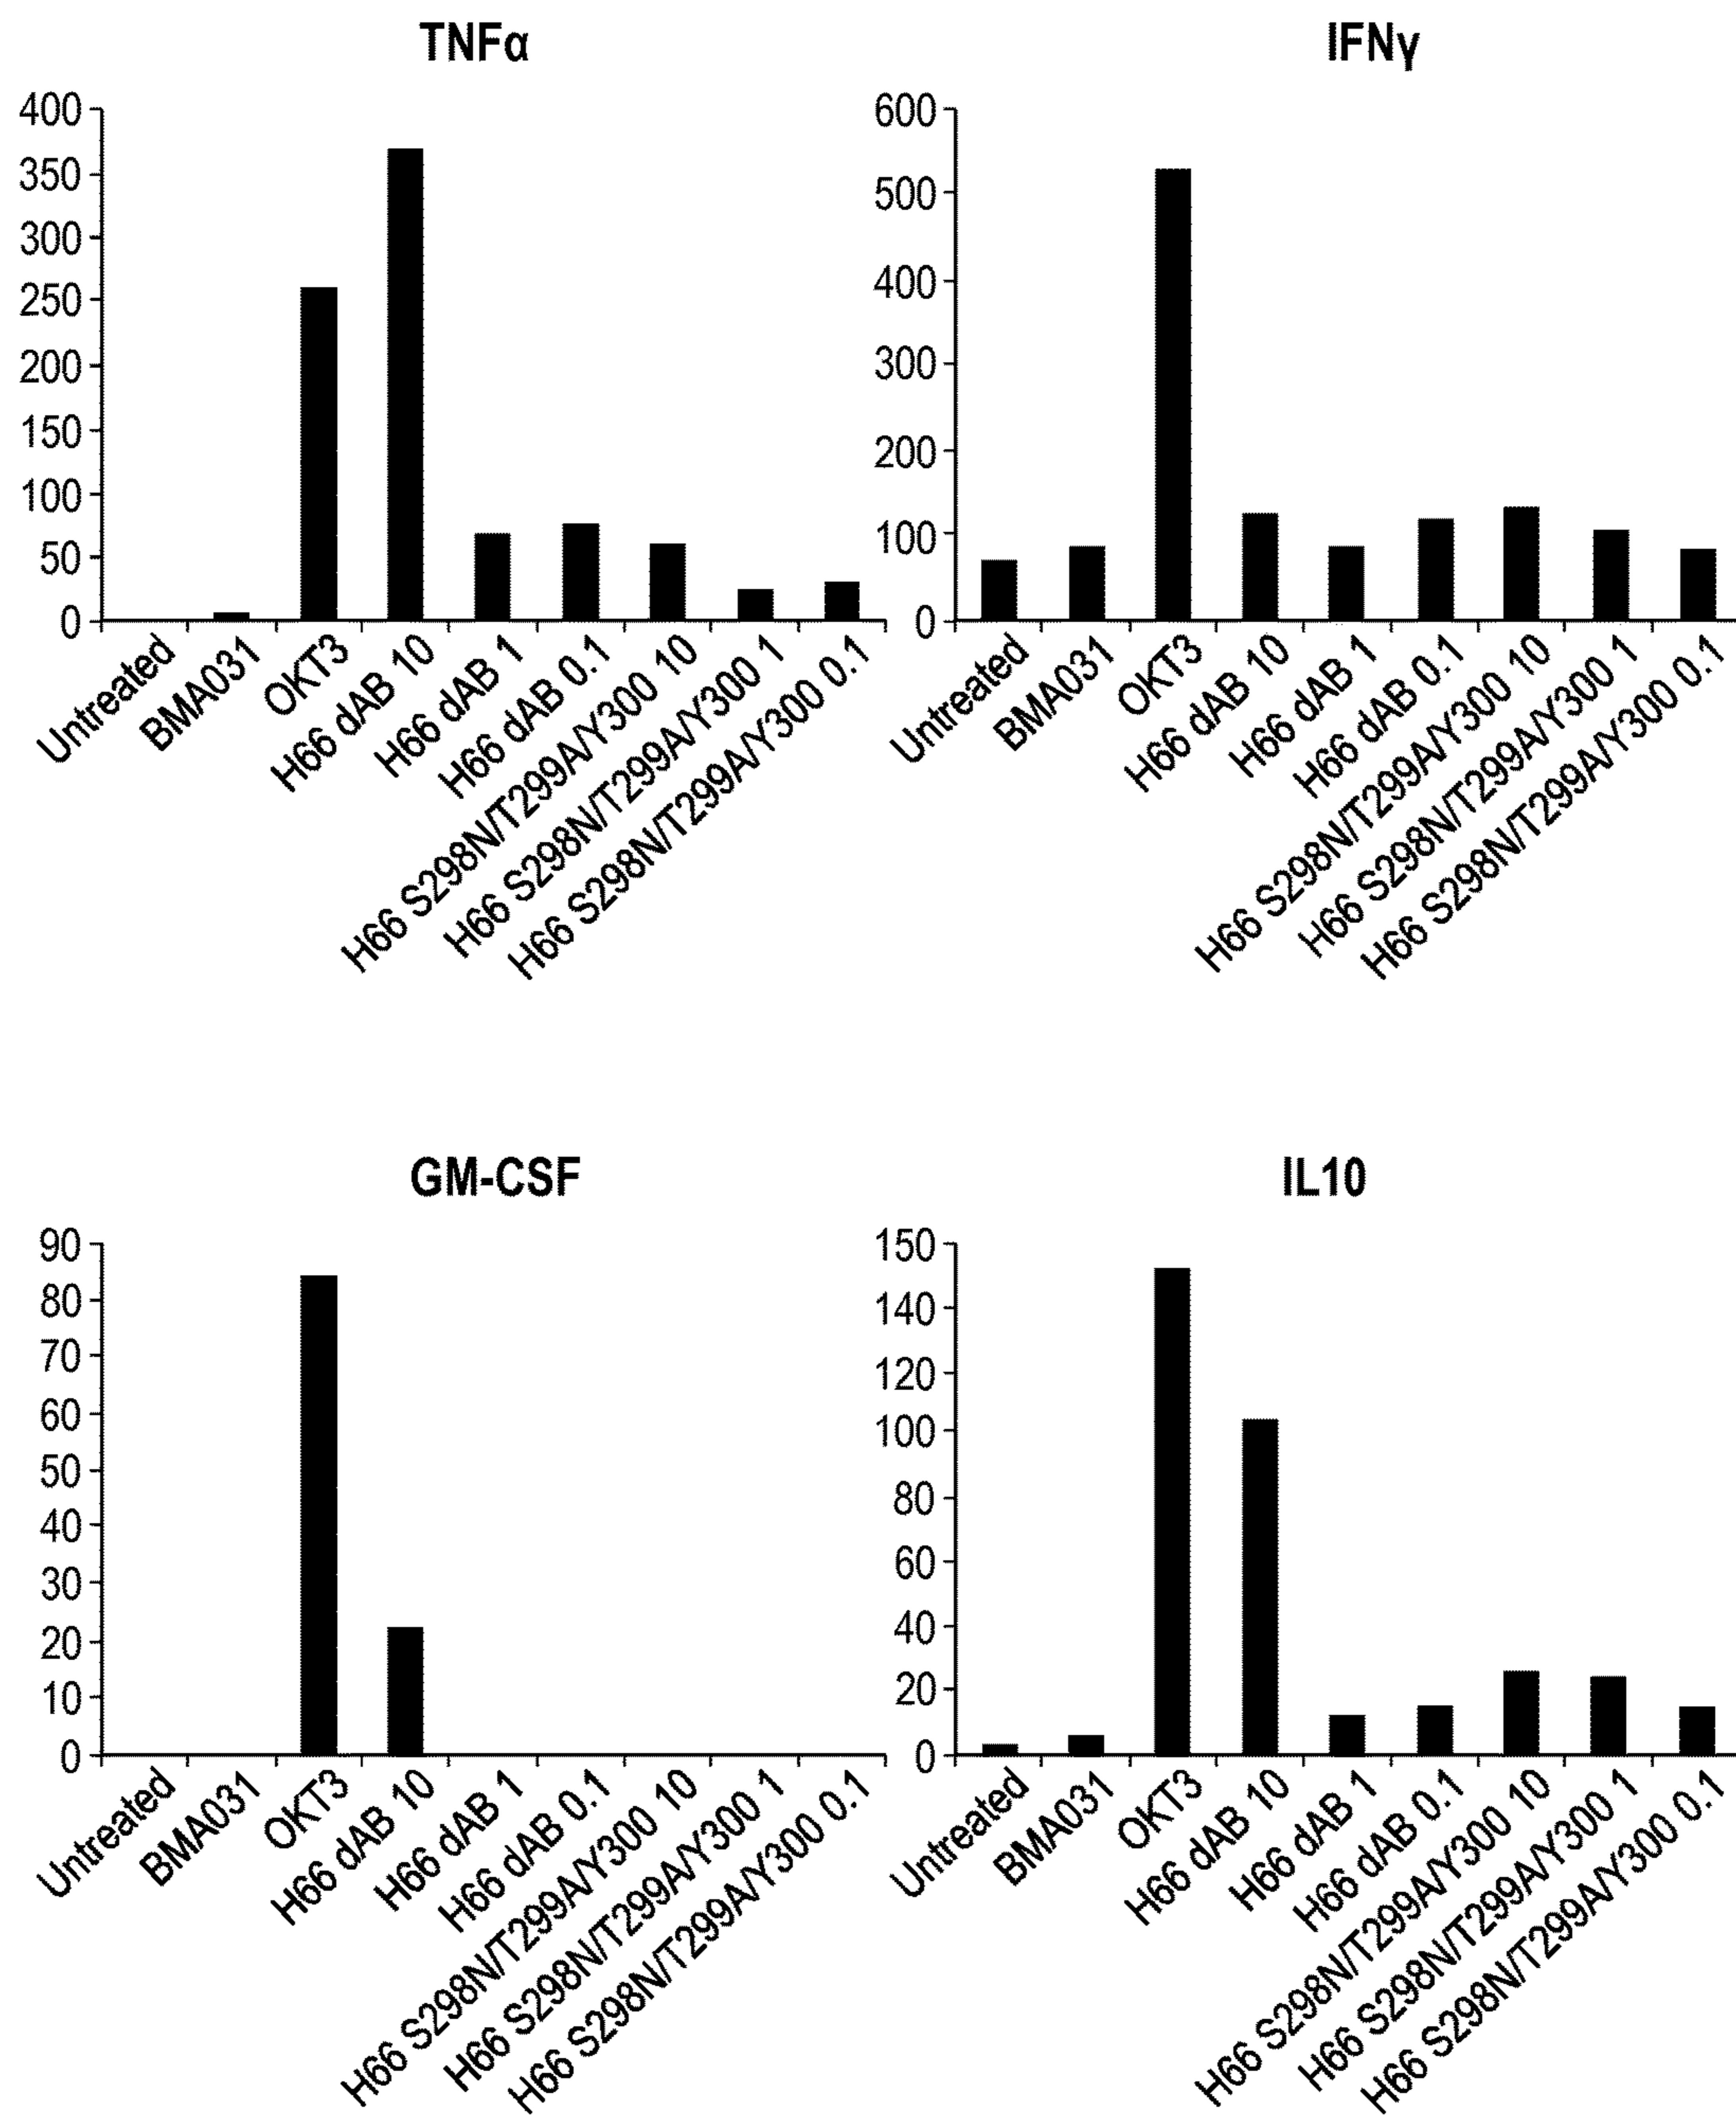 TNFα
400
350
300
250
200
150
100
50
0
Untreated
BMA031
OKT3
H66 dAB 10
H66 dAB 1
H66 dAB 0.1
H66 S298N/T299A/Y300 10
H66 S298N/T299A/Y300 1
H66 S298N/T299A/Y300 0.1
IFNγ
600
500
400
300
200
100
0
Untreated
BMA031
OKT3
H66 dAB 10
H66 dAB 1
H66 dAB 0.1
H66 S298N/T299A/Y300 10
H66 S298N/T299A/Y300 1
H66 S298N/T299A/Y300 0.1
GM-CSF
90
80
70
60
50
40
30
20
10
0
Untreated
BMA031
OKT3
H66 dAB 10
H66 dAB 1
H66 dAB 0.1
H66 S298N/T299A/Y300 10
H66 S298N/T299A/Y300 1
H66 S298N/T299A/Y300 0.1
IL10
150
140
120
100
80
60
40
20
0
Untreated
BMA031
OKT3
H66 dAB 10
H66 dAB 1
H66 dAB 0.1
H66 S298N/T299A/Y300 10
H66 S298N/T299A/Y300 1
H66 S298N/T299A/Y300 0.1